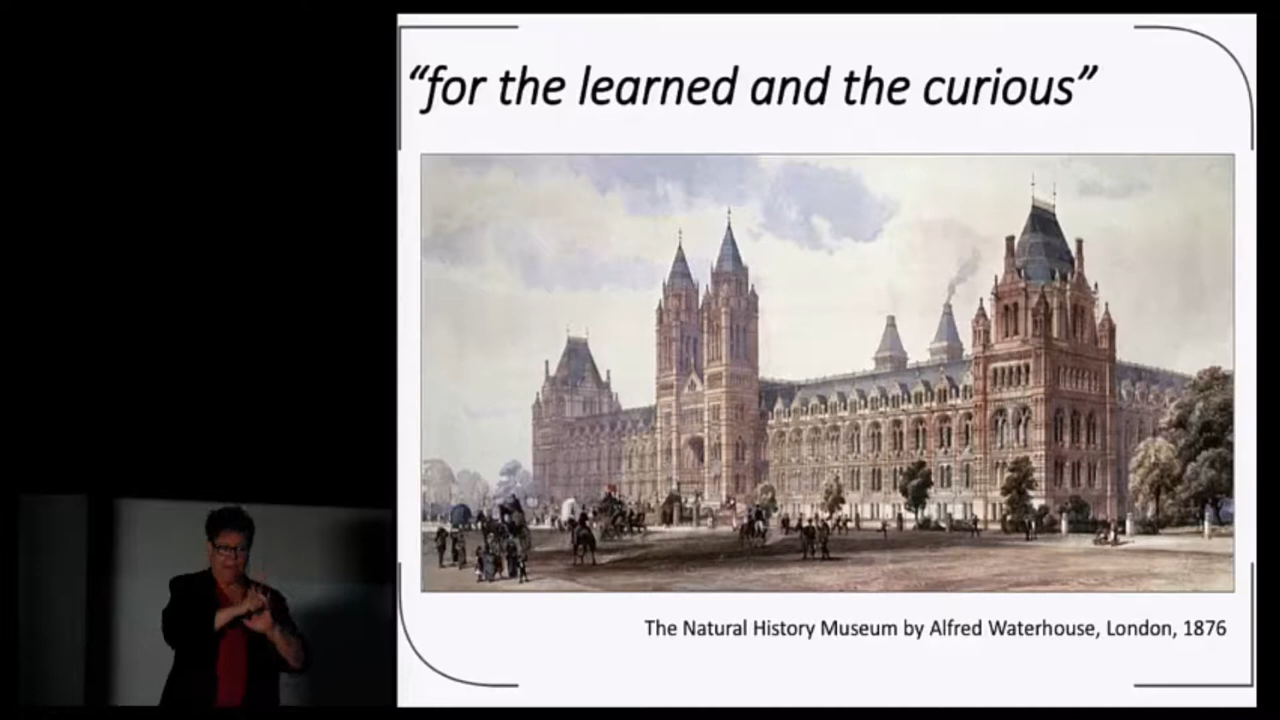 “for the learned and the curious”
The Natural History Museum by Alfred Waterhouse, London, 1876